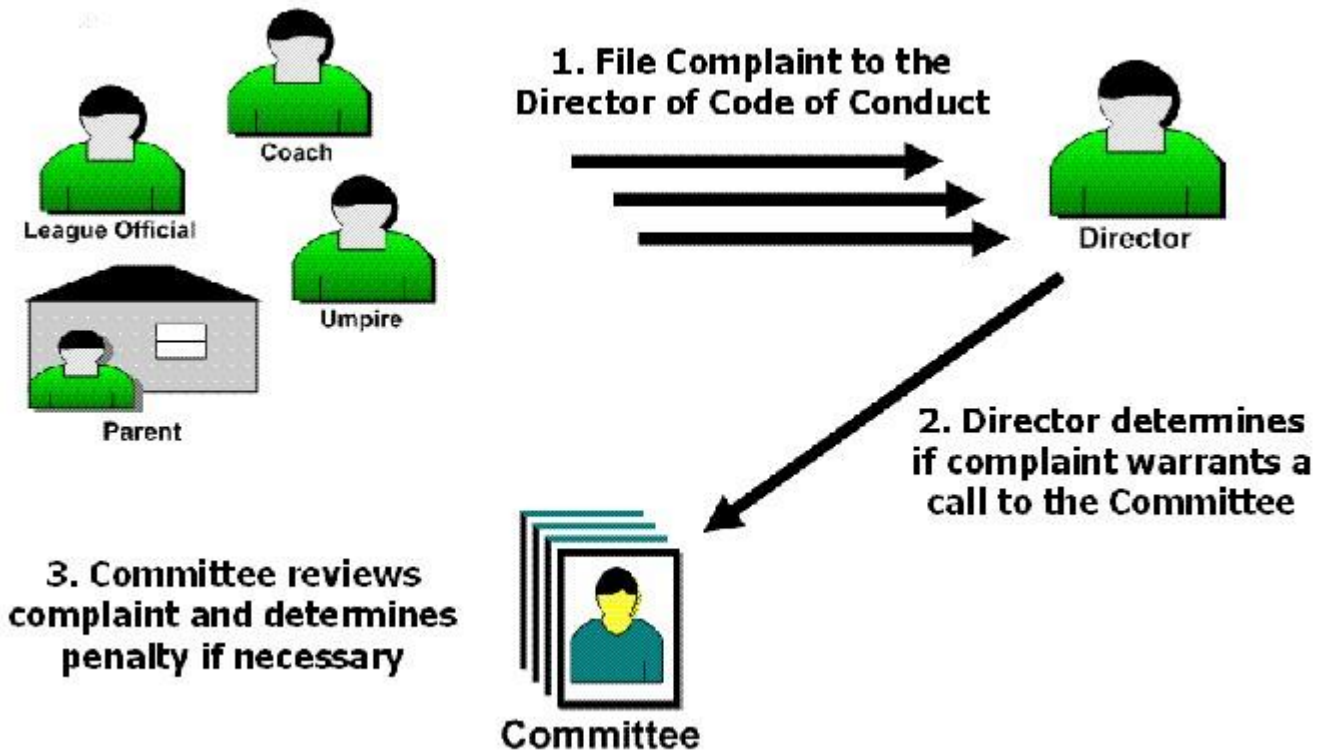 Coach
League Official
Umpire
Parent
1. File Complaint to the
Director of Code of Conduct
Director
2. Director determines
if complaint warrants a
call to the Committee
3. Committee reviews
complaint and determines
penalty if necessary
Committee